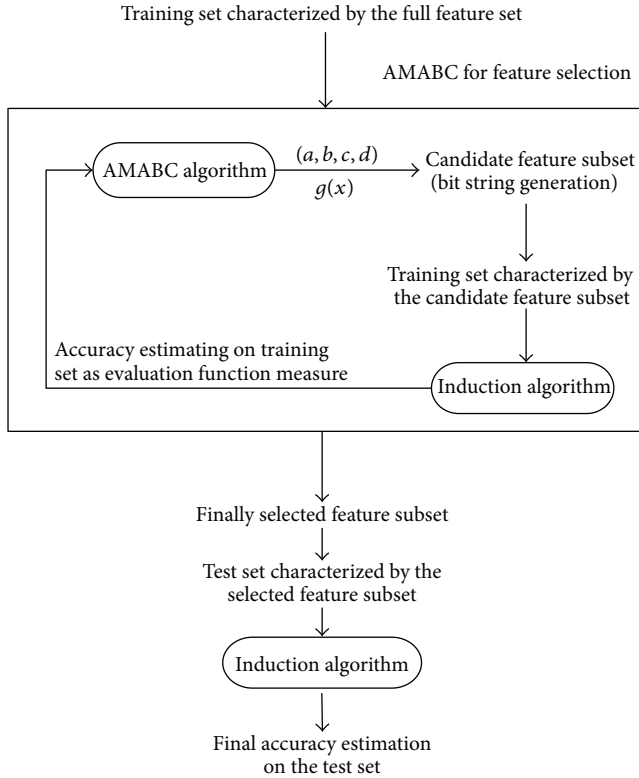 Training set characterized by the full feature set
AMABC for feature selection
AMABC algorithm
(a, b, c, d)
g(x)
Candidate feature subset
(bit string generation)
Training set characterized by
the candidate feature subset
Accuracy estimating on training
set as evaluation function measure
Induction algorithm
Finally selected feature subset
Test set characterized by the
selected feature subset
Induction algorithm
Final accuracy estimation
on the test set